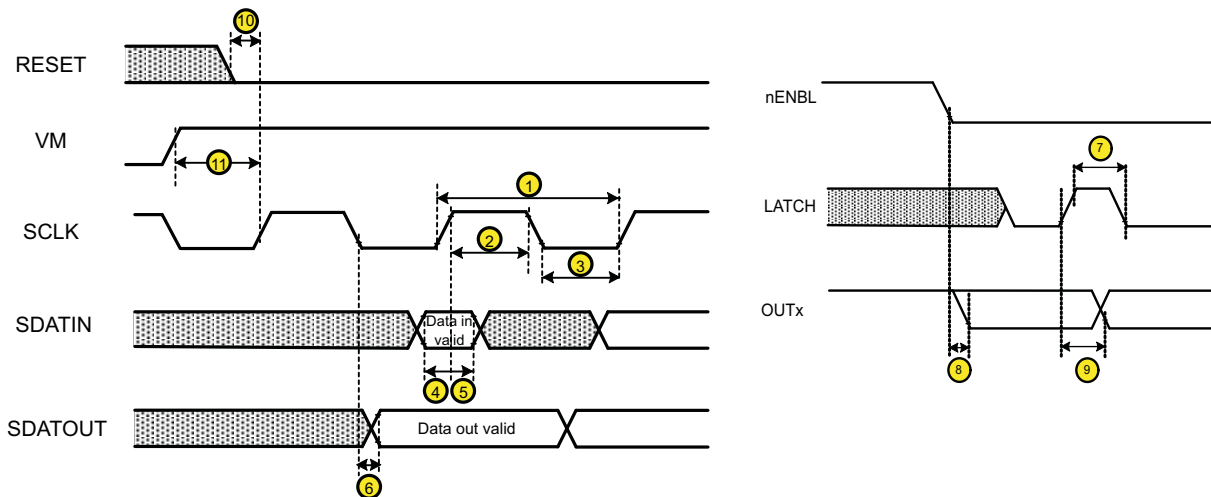 10
RESET
VM
11
1
SCLK
2
3
SDATIN
Data in
valid
4
5
SDATOUT
Data out valid
6
nENBL
7
LATCH
OUTx
8
9